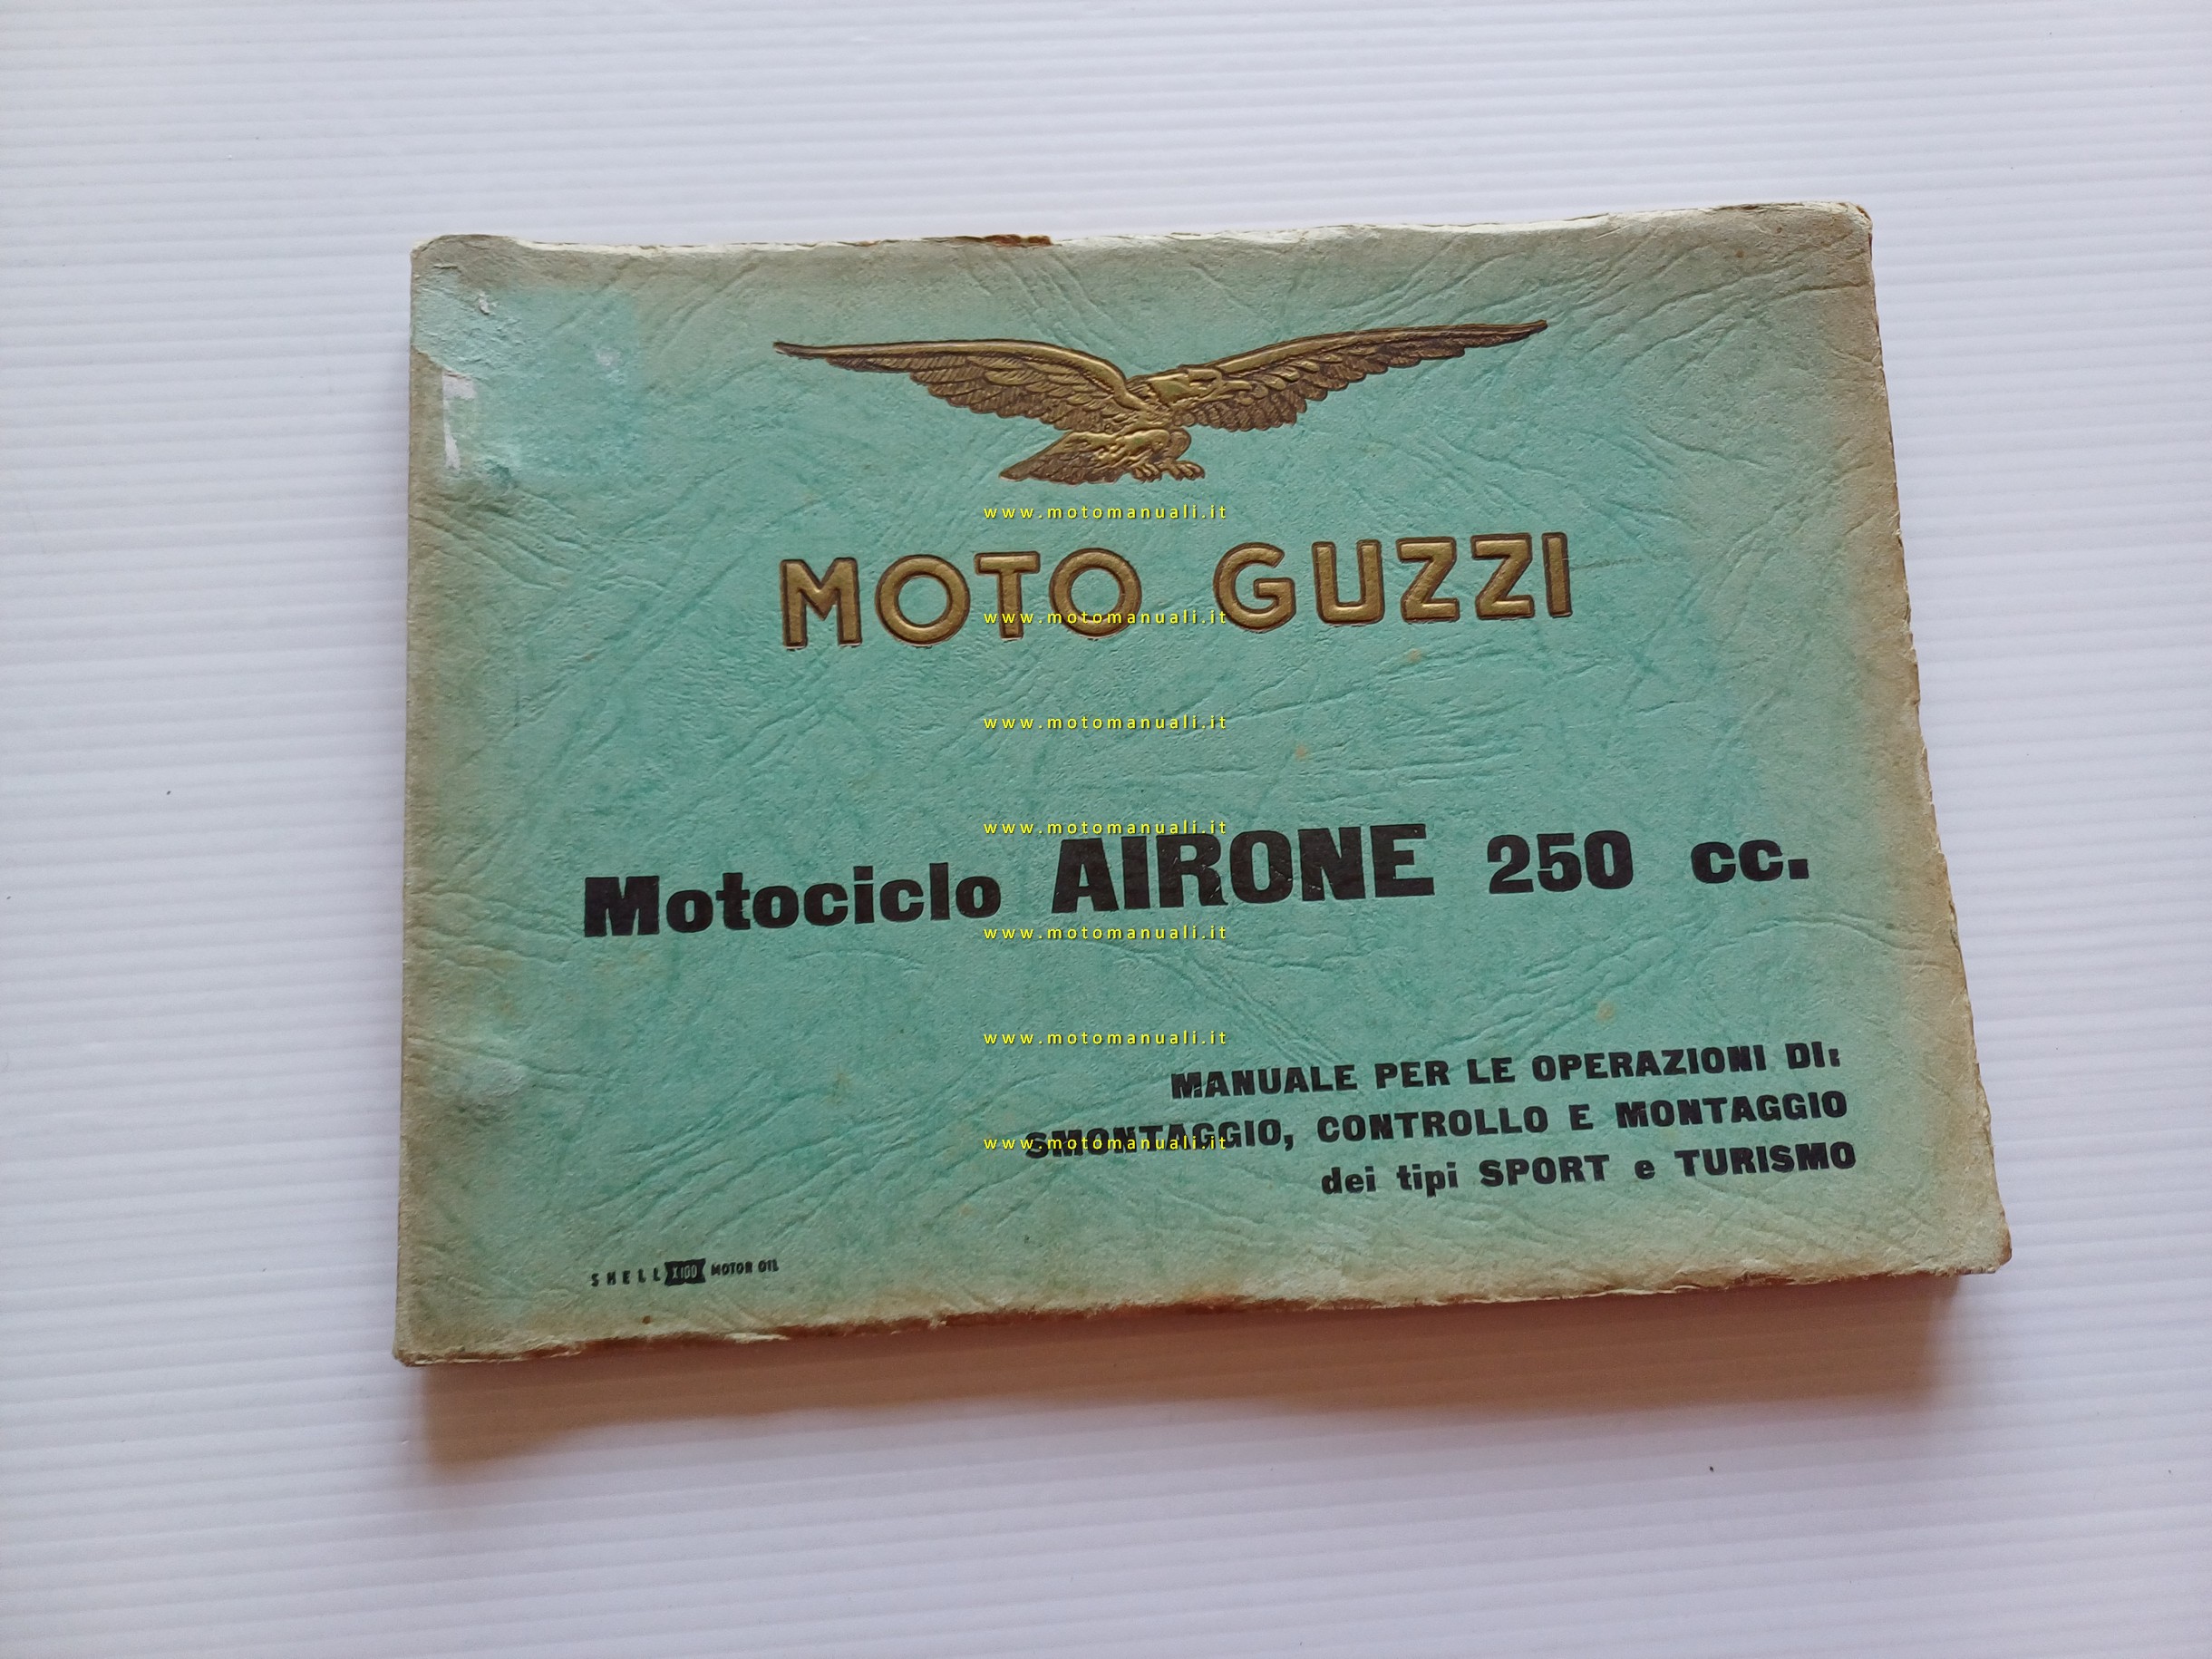 www.motomanuali.it
MOTO GUZZI
www.motomanuali.it
www.motomanuali.it
www.motomanuali.it
Motociclo AIRONE 250 cc.
www.motomanuali.it
www.motomanuali.it
MANUALE PER LE OPERAZIONI DI:
SMONTAGGIO, CONTROLLO E MONTAGGIO
www.motomanuali.it
dei tipi SPORT e TURISMO
SHELL X100 MOTOR OIL